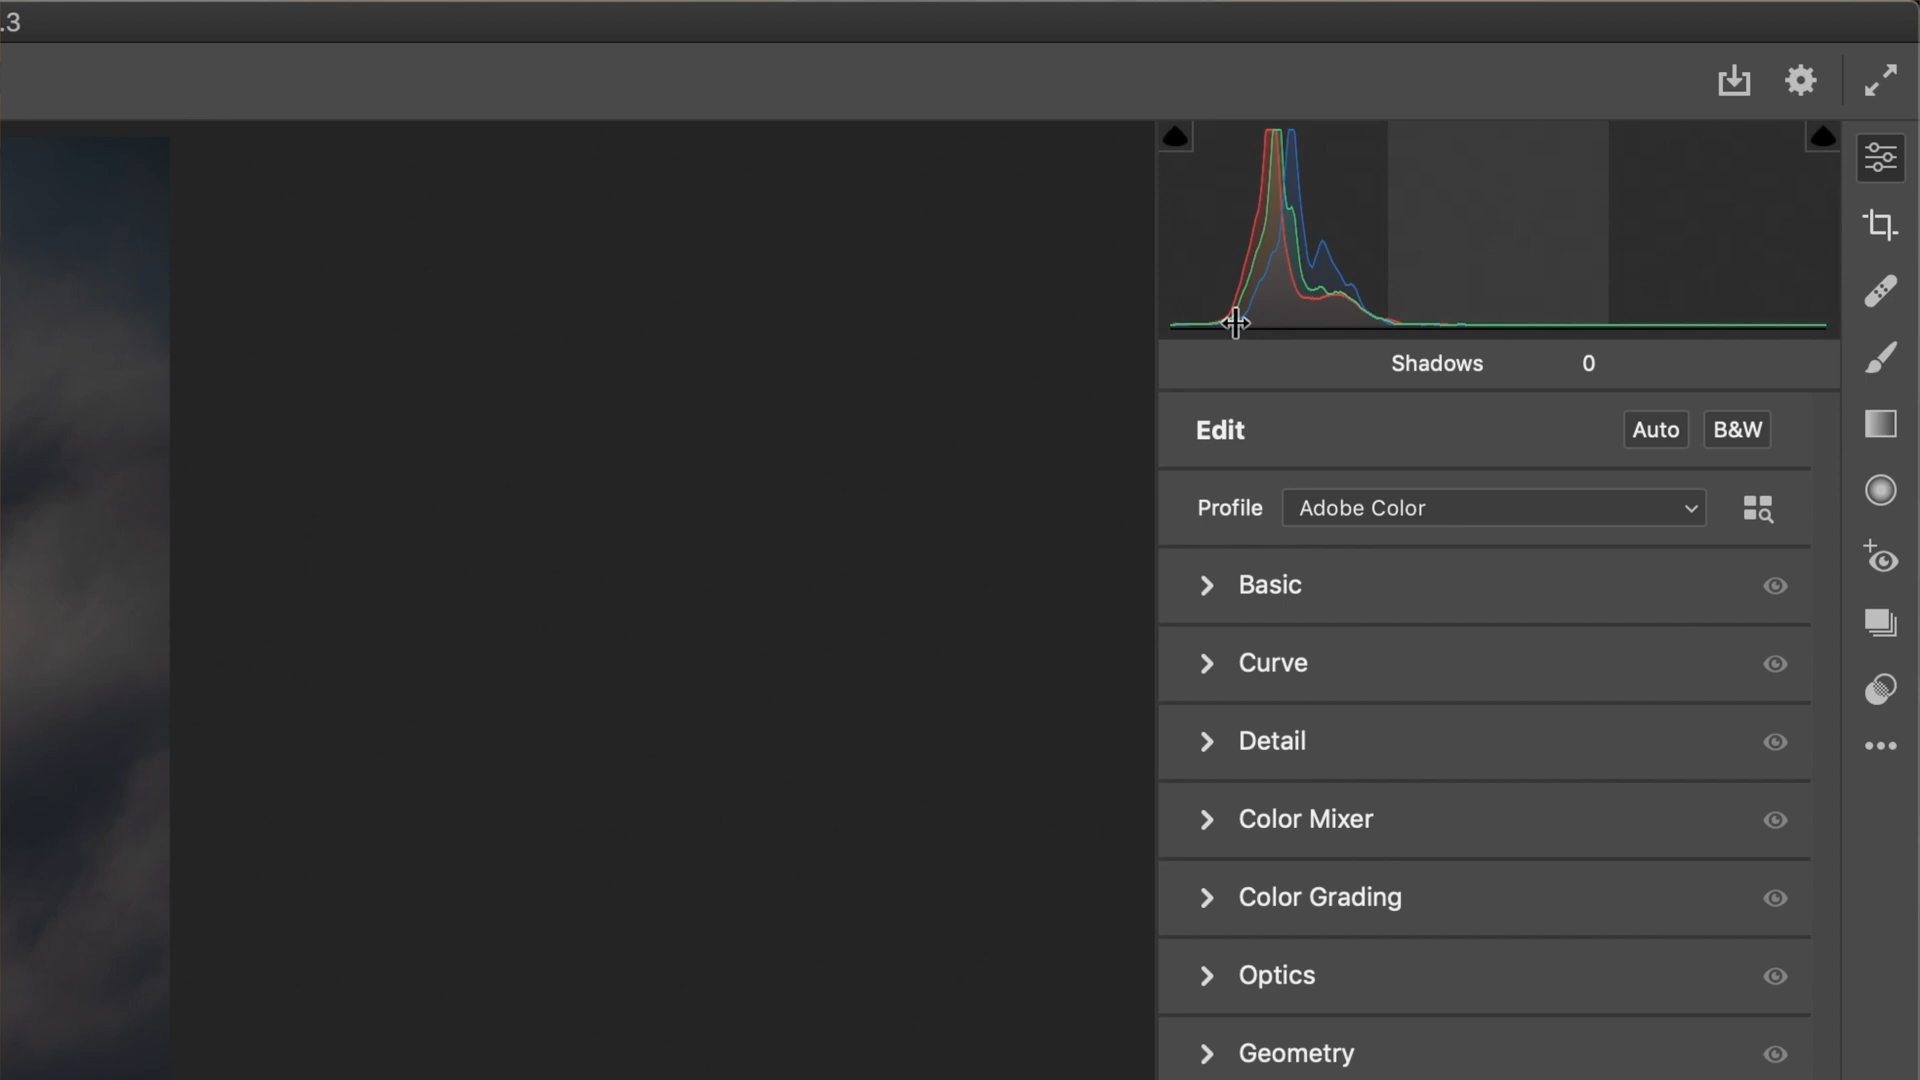 .3
Shadows 0
Edit Auto B&W
Profile Adobe Color
Basic
Curve
Detail
Color Mixer
Color Grading
Optics
Geometry